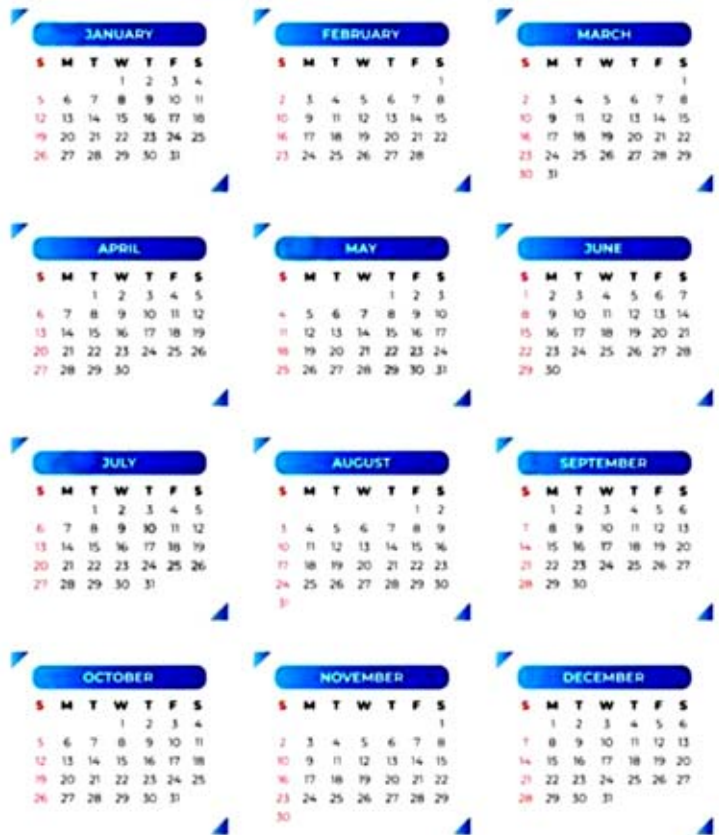 JANUARY
S M T W T F S
1 2 3 4
5 6 7 8 9 10 11
12 13 14 15 16 17 18
19 20 21 22 23 24 25
26 27 28 29 30 31
FEBRUARY
S M T W T F S
1
2 3 4 5 6 7 8
10 9 11 12 13 14 15
16 17 18 19 20 21 22
23 24 25 26 27 28
MARCH
S M T W T F S
1
2 3 4 5 6 7 8
10 9 11 12 13 14 15
16 17 18 19 20 21 22
23 24 25 26 27 28 29
30 31
APRIL
S M T W T F S
1 2 3 4 5
6 7 8 9 10 11 12
13 14 15 16 17 18 19
20 21 22 23 24 25 26
27 28 29 30
MAY
S M T W T F S
1 2 3
4 5 6 7 8 9 10
11 12 13 14 15 16 17
18 19 20 21 22 23 24
25 26 27 28 29 30 31
JUNE
S M T W T F S
1 2 3 4 5 6 7
8 9 10 11 12 13 14
15 16 17 18 19 20 21
22 23 24 25 26 27 28
29 30
JULY
S M T W T F S
1 2 3 4 5
6 7 8 9 10 11 12
13 14 15 16 17 18 19
20 21 22 23 24 25 26
27 28 29 30 31
AUGUST
S M T W T F S
1 2
3 4 5 6 7 8 9
10 11 12 13 14 15 16
17 18 19 20 21 22 23
24 25 26 27 28 29 30
31
SEPTEMBER
S M T W T F S
1 2 3 4 5 6
7 8 9 10 11 12 13
14 15 16 17 18 19 20
21 22 23 24 25 26 27
28 29 30
OCTOBER
S M T W T F S
1 2 3 4
5 6 7 8 9 10 11
12 13 14 15 16 17 18
19 20 21 22 23 24 25
26 27 28 29 30 31
NOVEMBER
S M T W T F S
1
2 3 4 5 6 7 8
10 9 11 12 13 14 15
16 17 18 19 20 21 22
23 24 25 26 27 28 29
30
DECEMBER
S M T W T F S
1 2 3 4 5 6
7 8 9 10 11 12 13
14 15 16 17 18 19 20
21 22 23 24 25 26 27
28 29 30 31